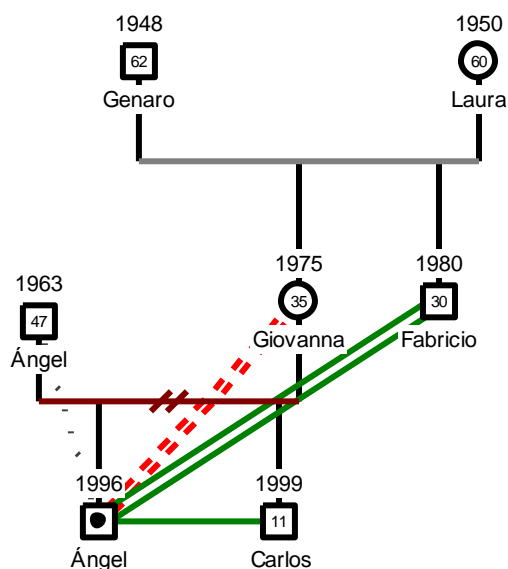 1948 1950
62 60
Genaro Laura
1975 1980
1963
35 30
47
Giovanna Fabricio
Ángel
1996 1999
11
Ángel Carlos